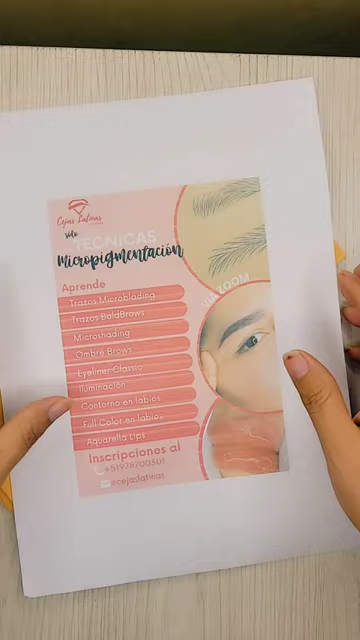 Cejas Latinas
sólo
TÉCNICAS
Micropigmentación
VIA ZOOM
Aprende
Trazos Microblading
Trazos BoldBrows
Microshading
Ombré Brows
Eyeliner Classic
Iluminación
Contorno en labios
Full Color en labios
Aquarella Lips
Inscripciones al
+51978700501
@cejaslatinas